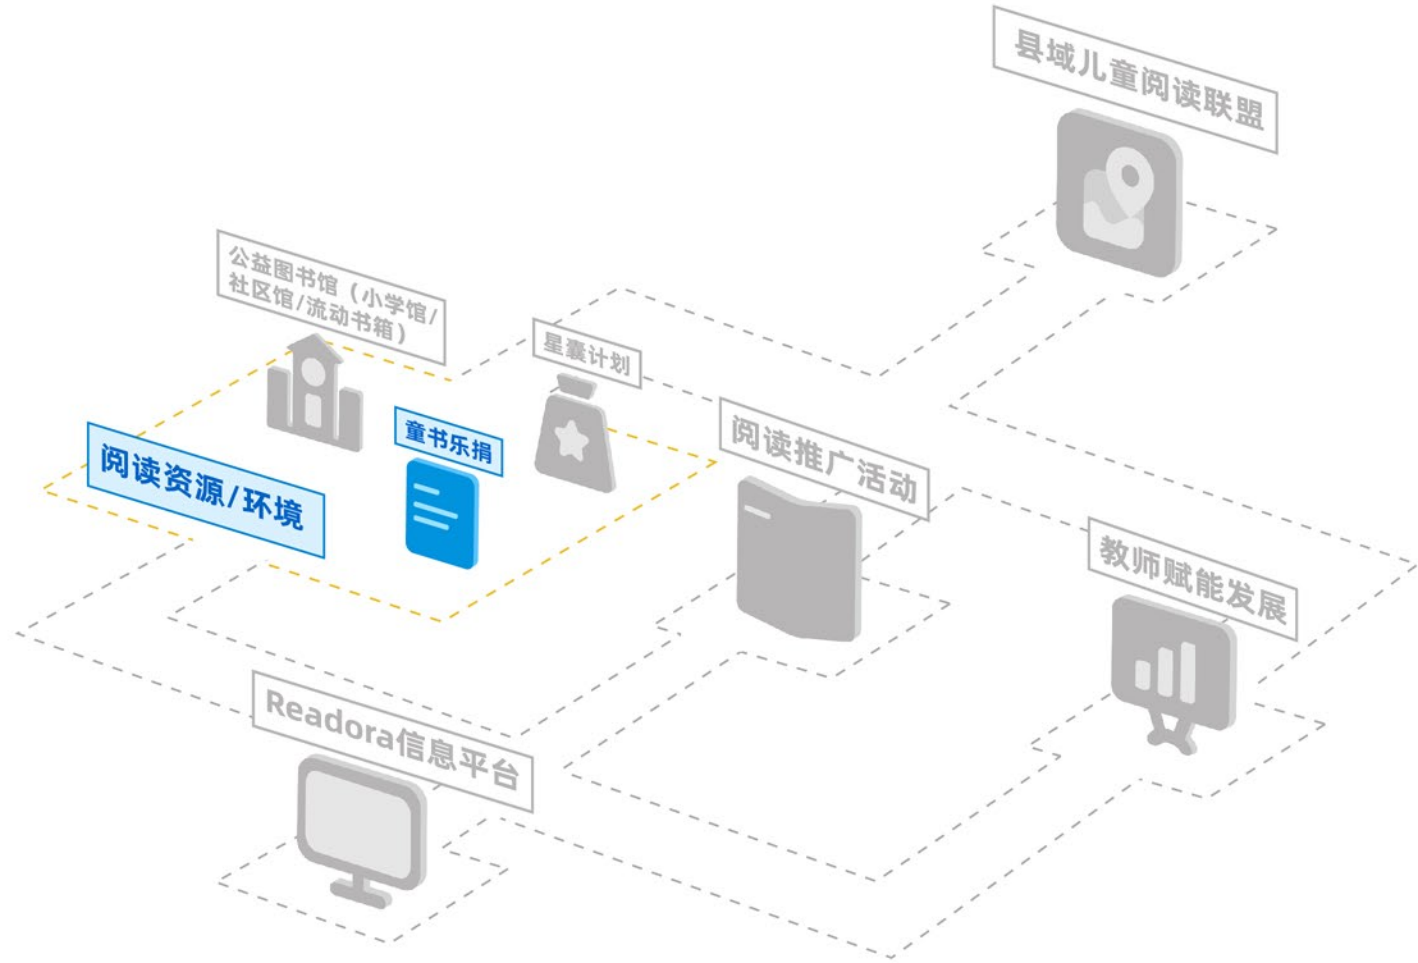 县域儿童阅读联盟
公益图书馆（小学馆/
社区馆/流动书箱）
星囊计划
童书乐捐
阅读资源/环境
阅读推广活动
教师赋能发展
Readora信息平台